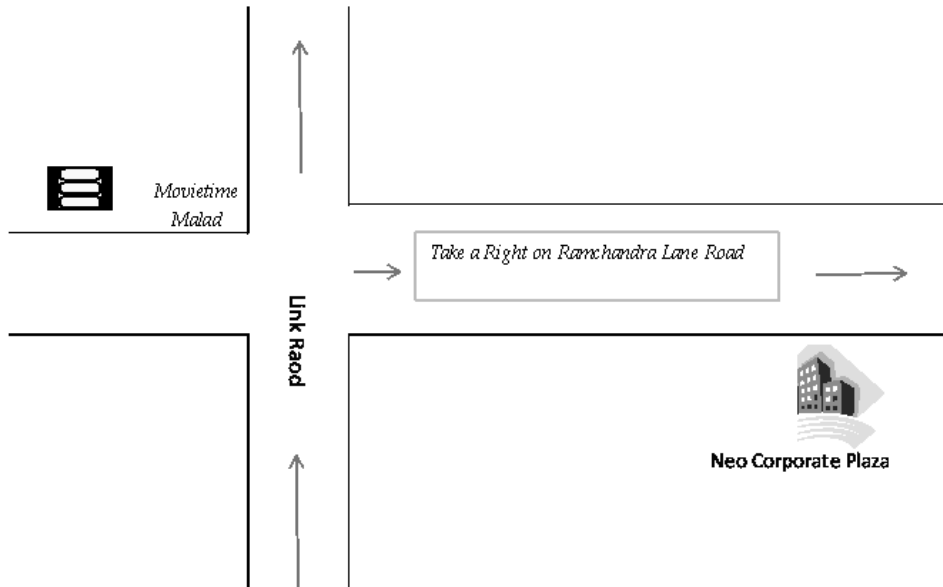 Movietime
Malad
Take a Right on Ramchandra Lane Road
Link Raod
Neo Corporate Plaza